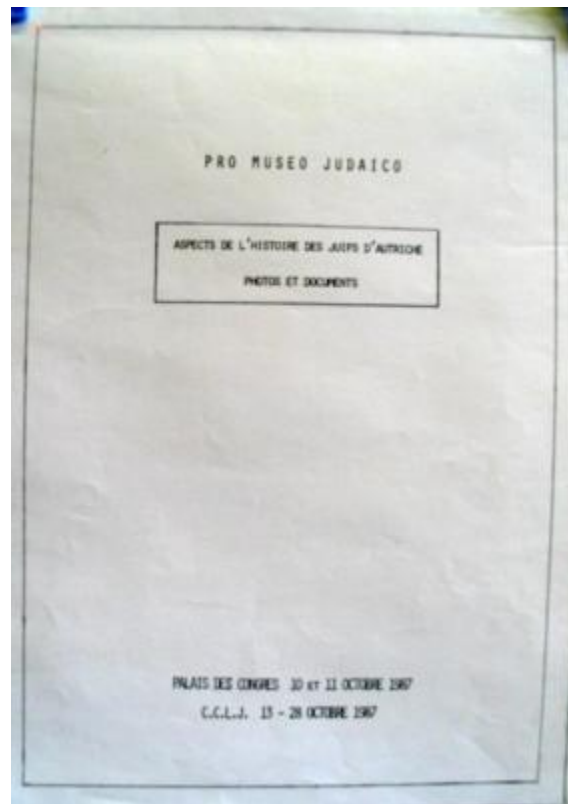 PRO MUSEO JUDAICO
ASPECTS DE L'HISTOIRE DES JUIFS D'AUTRICHE
PHOTOS ET DOCUMENTS
PALAIS DES CONGRES 10 ET 11 OCTOBRE 1987
C.C.L.J. 13 - 28 OCTOBRE 1987